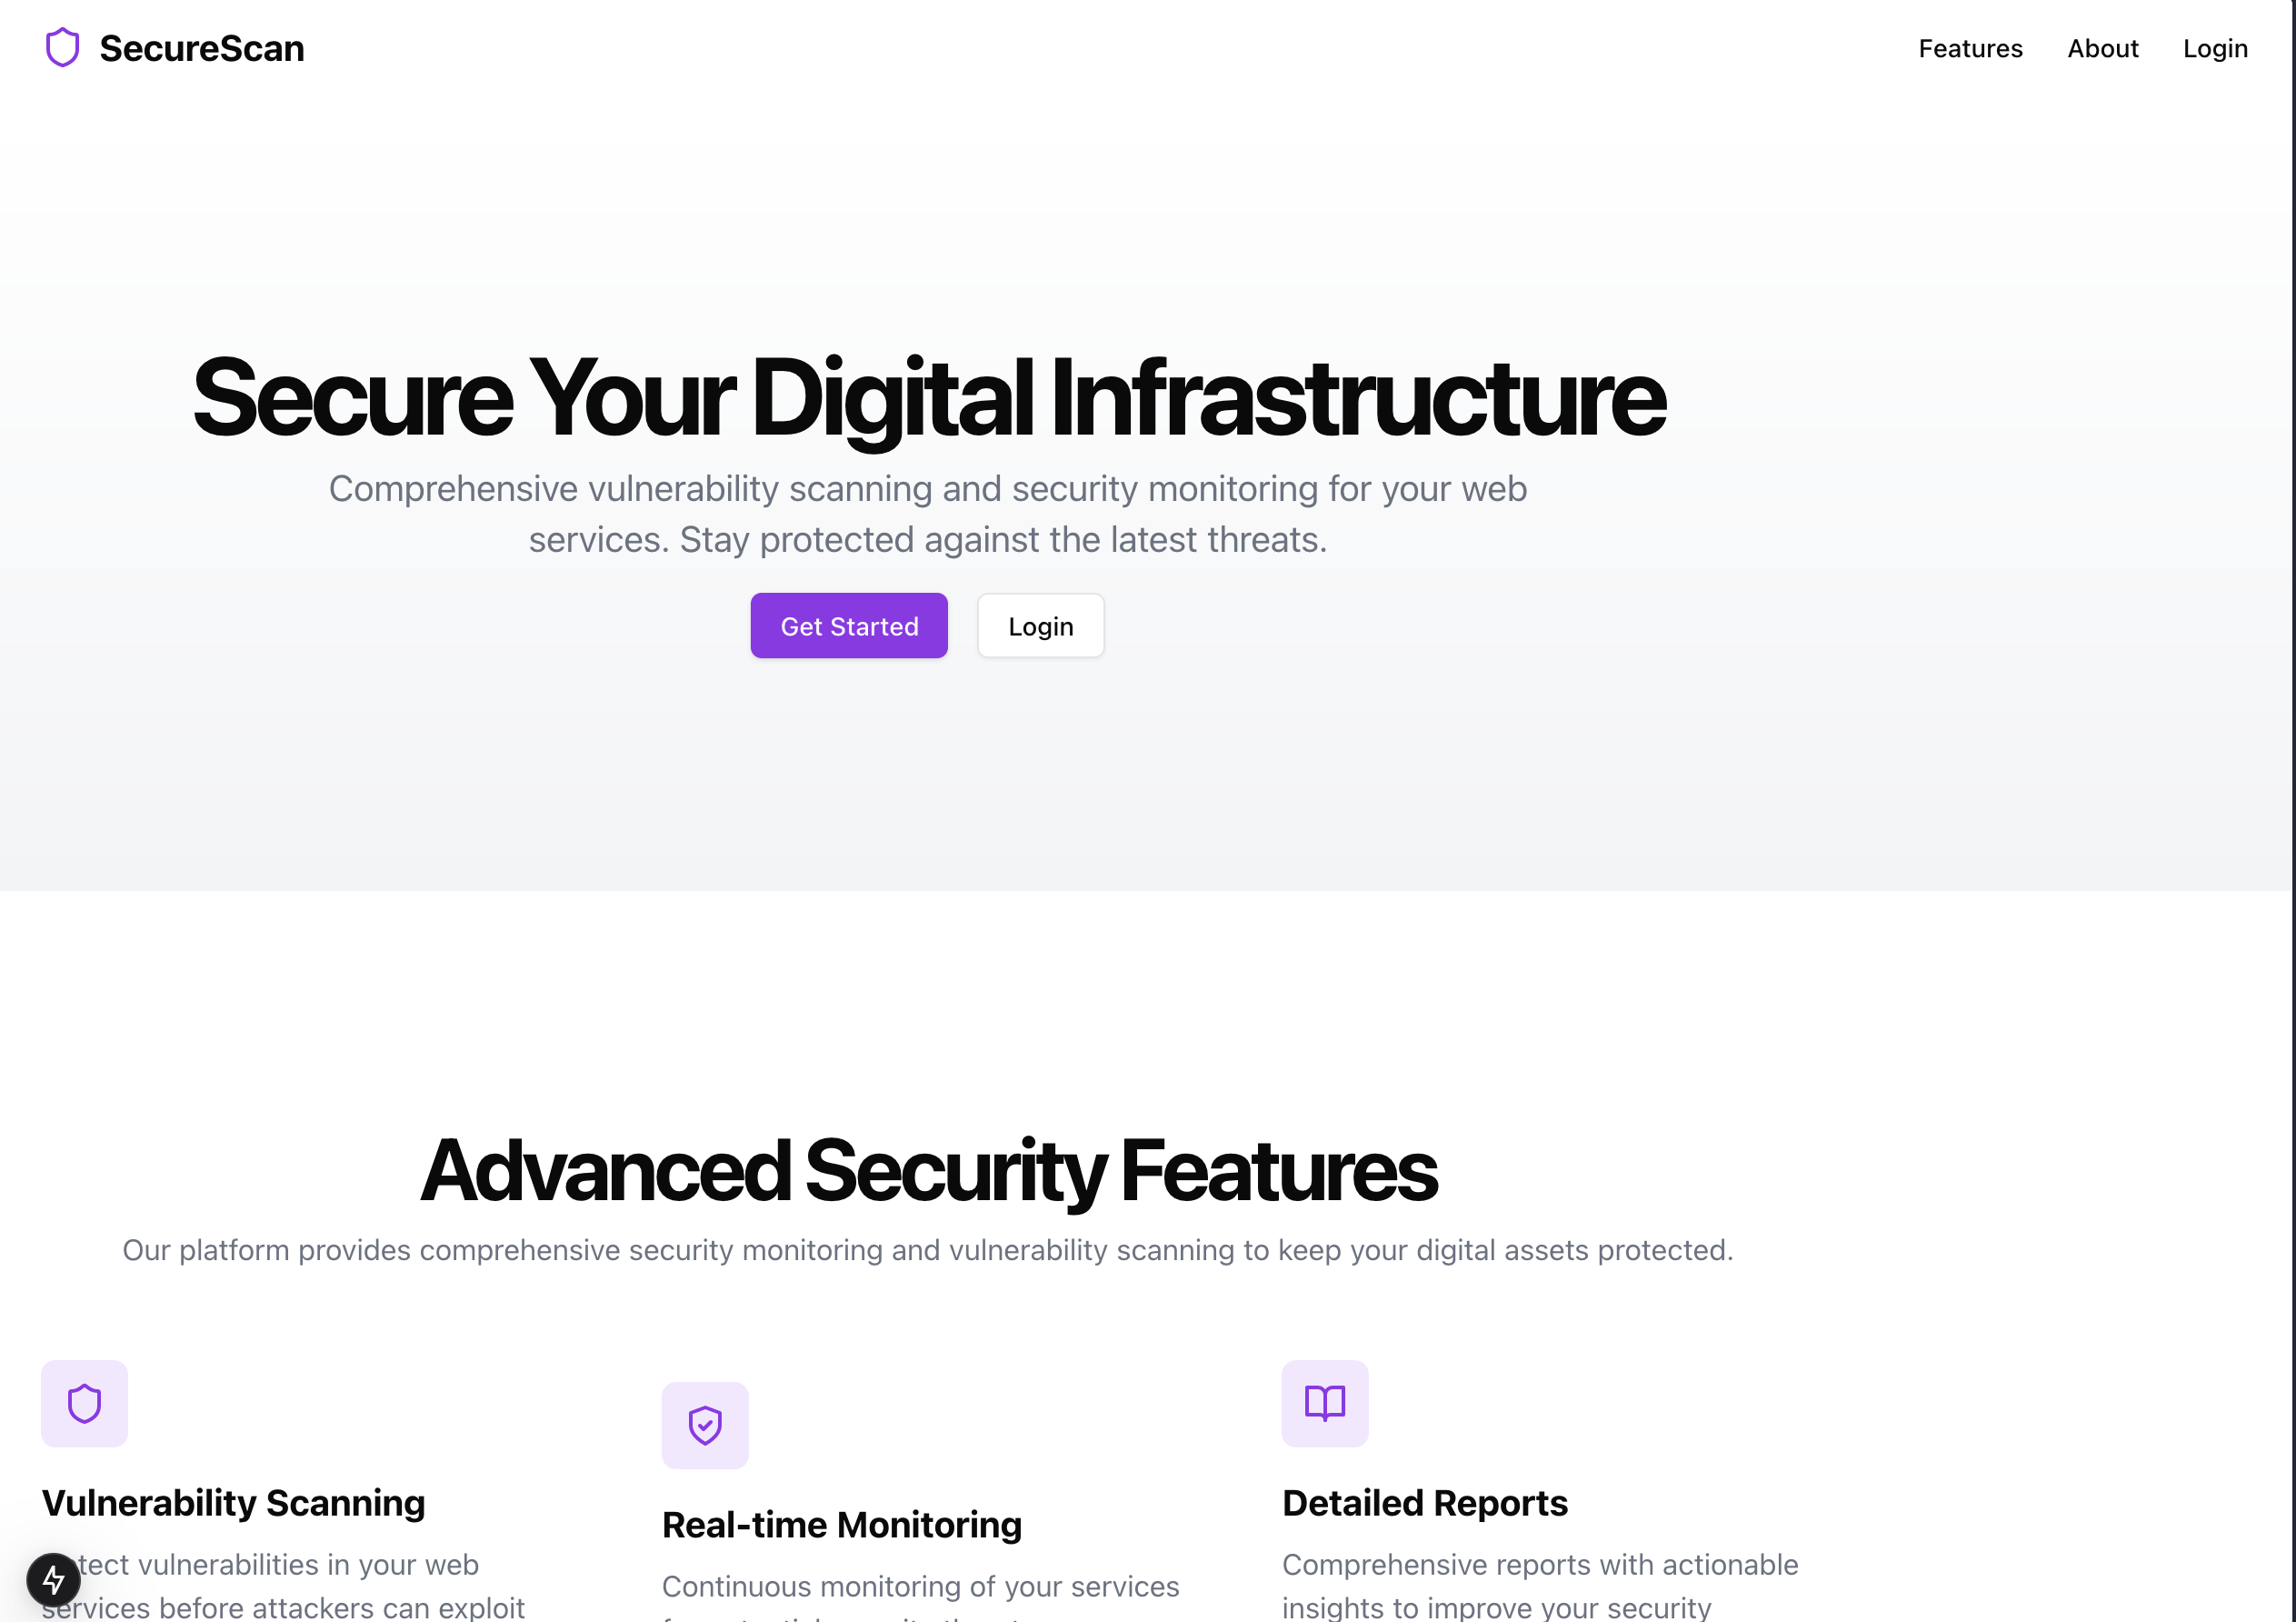 SecureScan
Features About Login
Secure Your Digital Infrastructure
Comprehensive vulnerability scanning and security monitoring for your web
services. Stay protected against the latest threats.
Get Started Login
Advanced Security Features
Our platform provides comprehensive security monitoring and vulnerability scanning to keep your digital assets protected.
Vulnerability Scanning
tect vulnerabilities in your web
services before attackers can exploit
Real-time Monitoring
Continuous monitoring of your services
Detailed Reports
Comprehensive reports with actionable
insights to improve your security